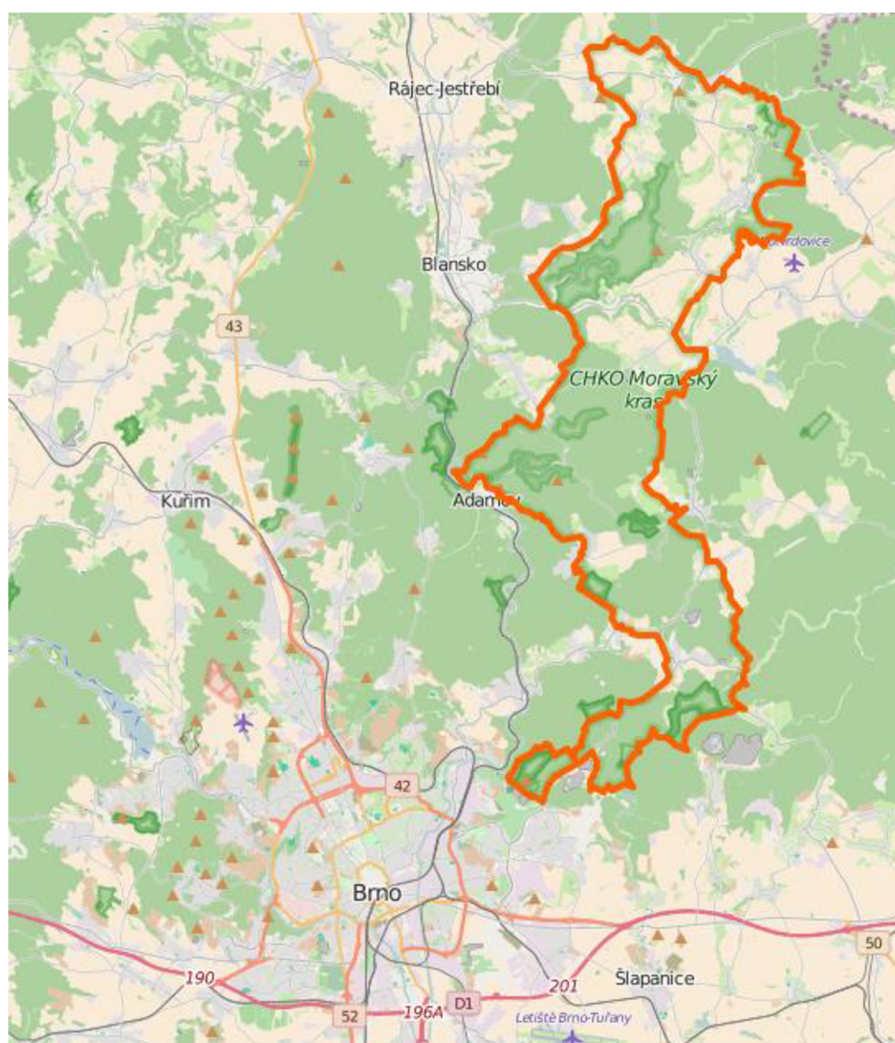 Rájec-Jestřebí
Blansko
43
CHKO Moravský
kras
Kuřim
Adamov
42
Brno
50
190
Šlapanice
201
D1
52
196A
Letiště Brno-Tuřany